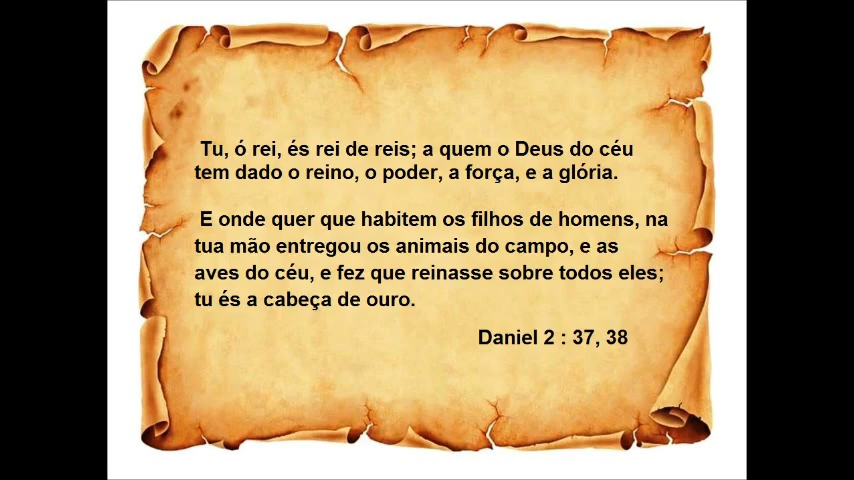 Tu, ó rei, és rei de reis; a quem o Deus do céu
tem dado o reino, o poder, a força, e a glória.
E onde quer que habitem os filhos de homens, na
tua mão entregou os animais do campo, e as
aves do céu, e fez que reinasse sobre todos eles;
tu és a cabeça de ouro.
Daniel 2 : 37, 38